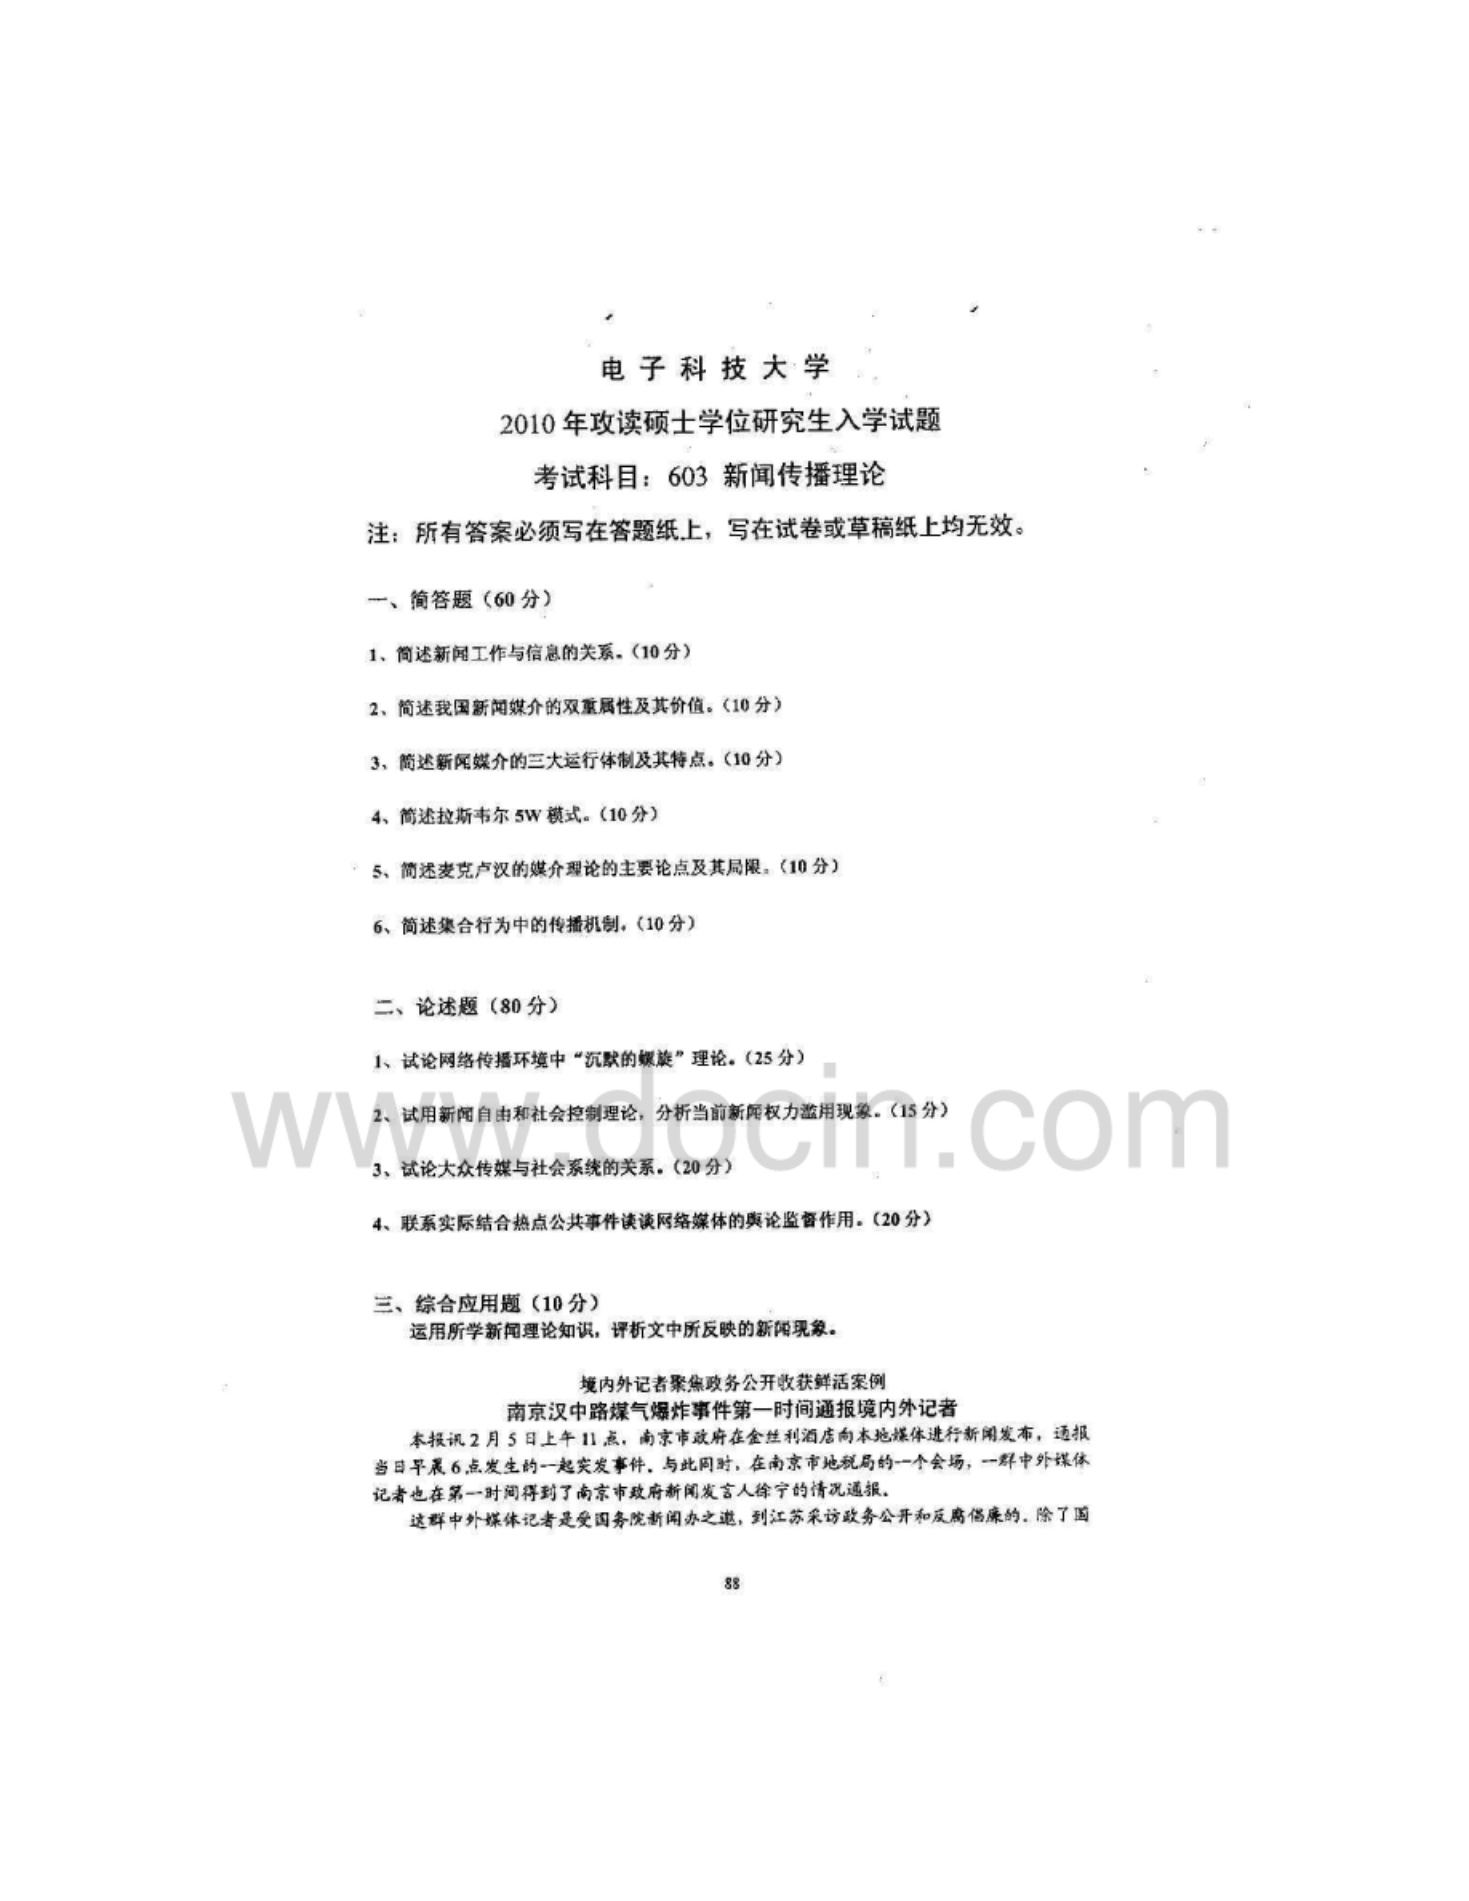 电子科技大学
2010年攻读硕士学位研究生入学试题
考试科目：603 新闻传播理论
注：所有答案必须写在答题纸上，写在试卷或草稿纸上均无效。
一、简答题（60分）
1、简述新闻工作与信息的关系。（10分）
2、简述我国新闻媒介的双重属性及其价值。（10分）
3、简述新闻媒介的三大运行体制及其特点。（10分）
4、简述拉斯韦尔5W模式。（10分）
5、简述麦克卢汉的媒介理论的主要论点及其局限。（10分）
6、简述集合行为中的传播机制。（10分）
二、论述题（80分）
1、试论网络传播环境中“沉默的螺旋”理论。（25分）
www.docin.com
2、试用新闻自由和社会控制理论，分析当前新闻权力滥用现象。（15分）
3、试论大众传媒与社会系统的关系。（20分）
4、联系实际结合热点公共事件谈谈网络媒体的舆论监督作用。（20分）
三、综合应用题（10分）
运用所学新闻理论知识，评析文中所反映的新闻现象。
境内外记者聚焦政务公开收获鲜活案例
南京汉中路煤气爆炸事件第一时间通报境内外记者
本报讯 2月5日上午11点，南京市政府在金丝利酒店向本地媒体进行新闻发布，通报
当日早晨6点发生的一起突发事件。与此同时，在南京市地税局的一个会场，一群中外媒体
记者也在第一时间得到了南京市政府新闻发言人徐宁的情况通报。
这群中外媒体记者是受国务院新闻办之邀，到江苏采访政务公开和反腐倡廉的。除了国
88